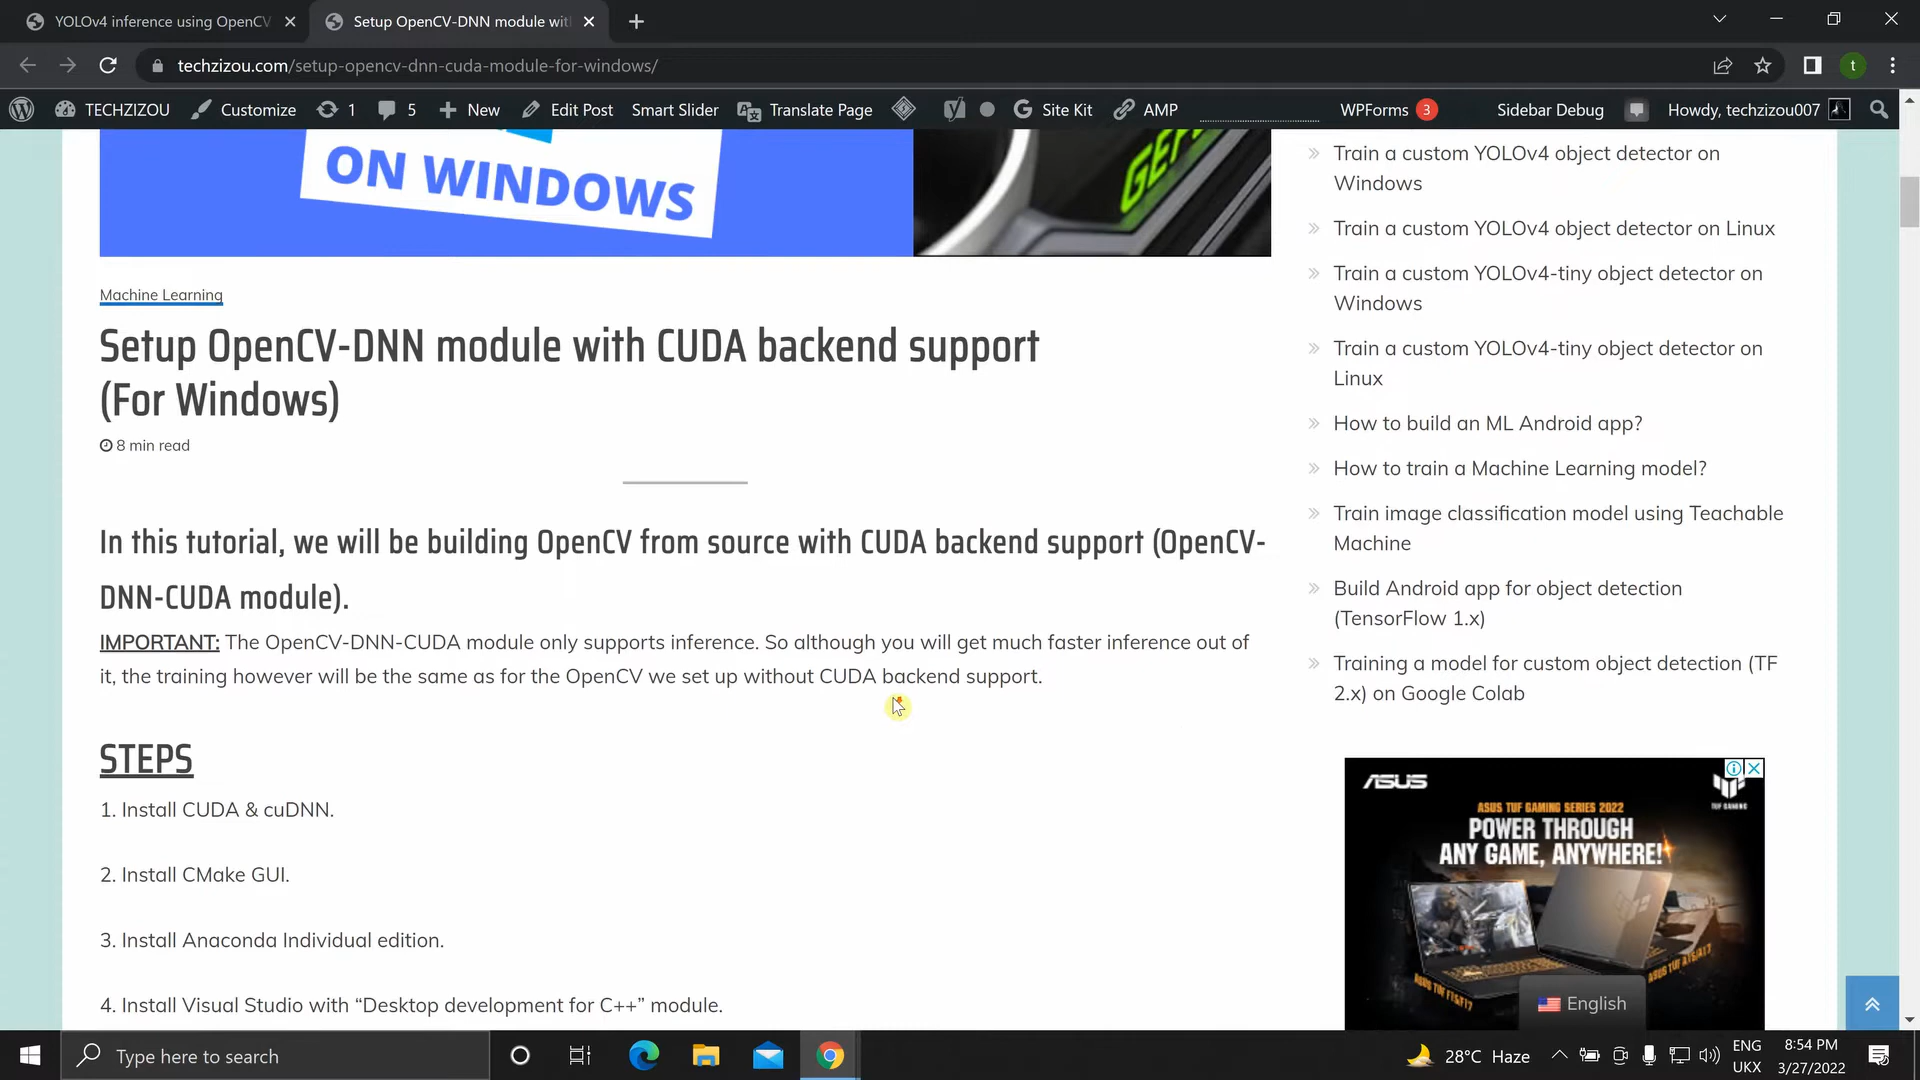 YOLOv4 inference using OpenCV
Setup OpenCV-DNN module wit
techzizou.com/setup-opencv-dnn-cuda-module-for-windows/
t
TECHZIZOU
Customize
1
5
New
Edit Post
Smart Slider
Translate Page
Site Kit
AMP
WPForms 3
Sidebar Debug
Howdy, techzizou007
ON WINDOWS
Machine Learning
Setup OpenCV-DNN module with CUDA backend support
(For Windows)
8 min read
In this tutorial, we will be building OpenCV from source with CUDA backend support (OpenCV-
DNN-CUDA module).
IMPORTANT: The OpenCV-DNN-CUDA module only supports inference. So although you will get much faster inference out of
it, the training however will be the same as for the OpenCV we set up without CUDA backend support.
STEPS
1. Install CUDA & cuDNN.
2. Install CMake GUI.
3. Install Anaconda Individual edition.
4. Install Visual Studio with “Desktop development for C++” module.
Train a custom YOLOv4 object detector on
Windows
Train a custom YOLOv4 object detector on Linux
Train a custom YOLOv4-tiny object detector on
Windows
Train a custom YOLOv4-tiny object detector on
Linux
How to build an ML Android app?
How to train a Machine Learning model?
Train image classification model using Teachable
Machine
Build Android app for object detection
(TensorFlow 1.x)
Training a model for custom object detection (TF
2.x) on Google Colab
ASUS
TUF GAMING
ASUS TUF GAMING SERIES 2022
POWER THROUGH
ANY GAME, ANYWHERE!
English
Type here to search
28°C Haze
ENG
UKX
8:54 PM
3/27/2022